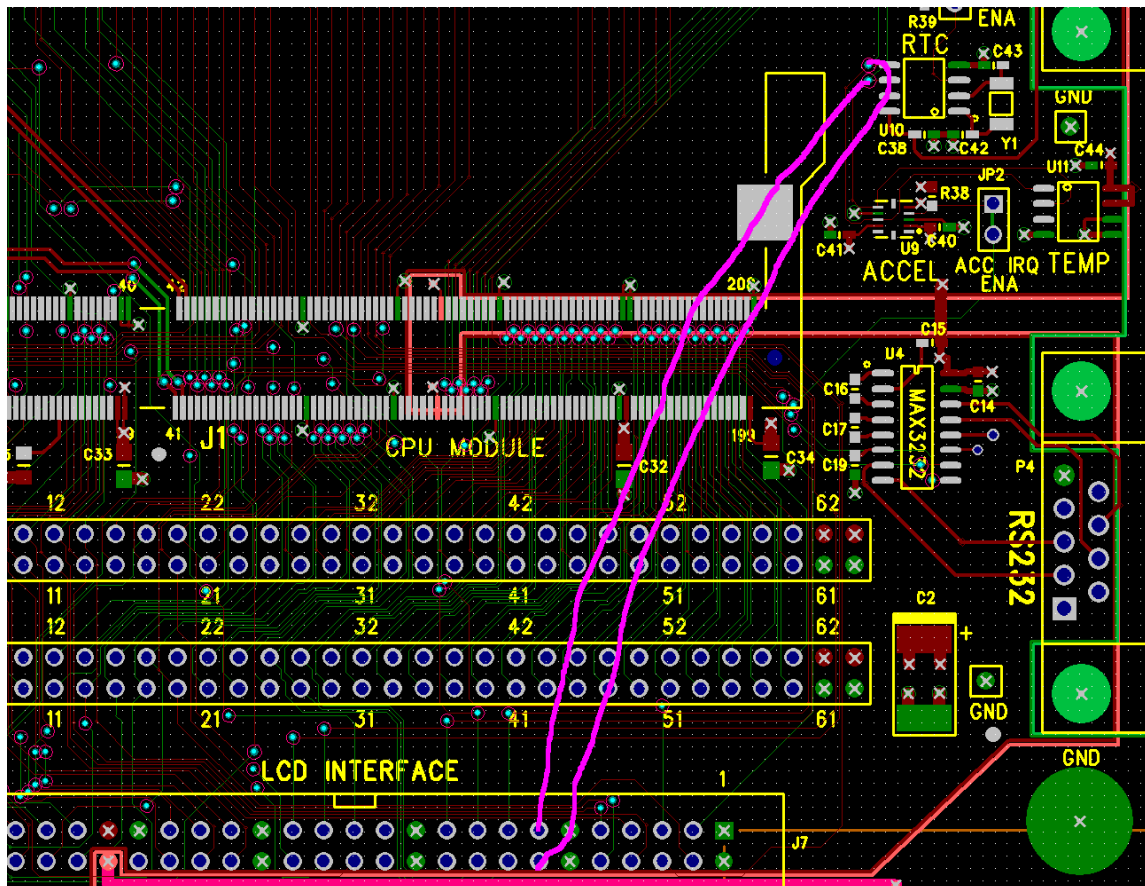 R39
ENA
RTC
C43
GND
U10
C38
C42
Y1
C44
U11
JP2
R38
C41
U9
C40
ACCEL
ACC IRQ
ENA
TEMP
40
42
200
C15
U4
C16
MAX3232
C14
C17
C19
P4
41
J1
199
CPU MODULE
C33
C32
C34
12
22
32
42
52
62
RS232
11
21
31
41
51
61
C2
+
12
22
32
42
52
62
GND
11
21
31
41
51
61
LCD INTERFACE
1
GND
J7